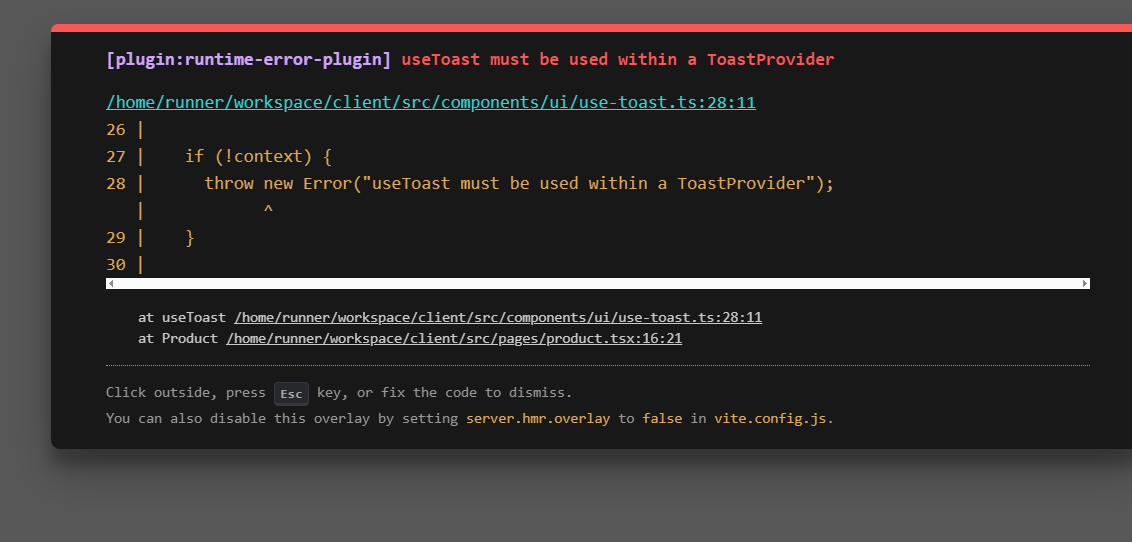 [plugin:runtime-error-plugin] useToast must be used within a ToastProvider
/home/runner/workspace/client/src/components/ui/use-toast.ts:28:11
26 |
27 |    if (!context) {
28 |      throw new Error("useToast must be used within a ToastProvider");
   |            ^
29 |    }
30 |
at useToast /home/runner/workspace/client/src/components/ui/use-toast.ts:28:11
at Product /home/runner/workspace/client/src/pages/product.tsx:16:21
Click outside, press Esc key, or fix the code to dismiss.
You can also disable this overlay by setting server.hmr.overlay to false in vite.config.js.